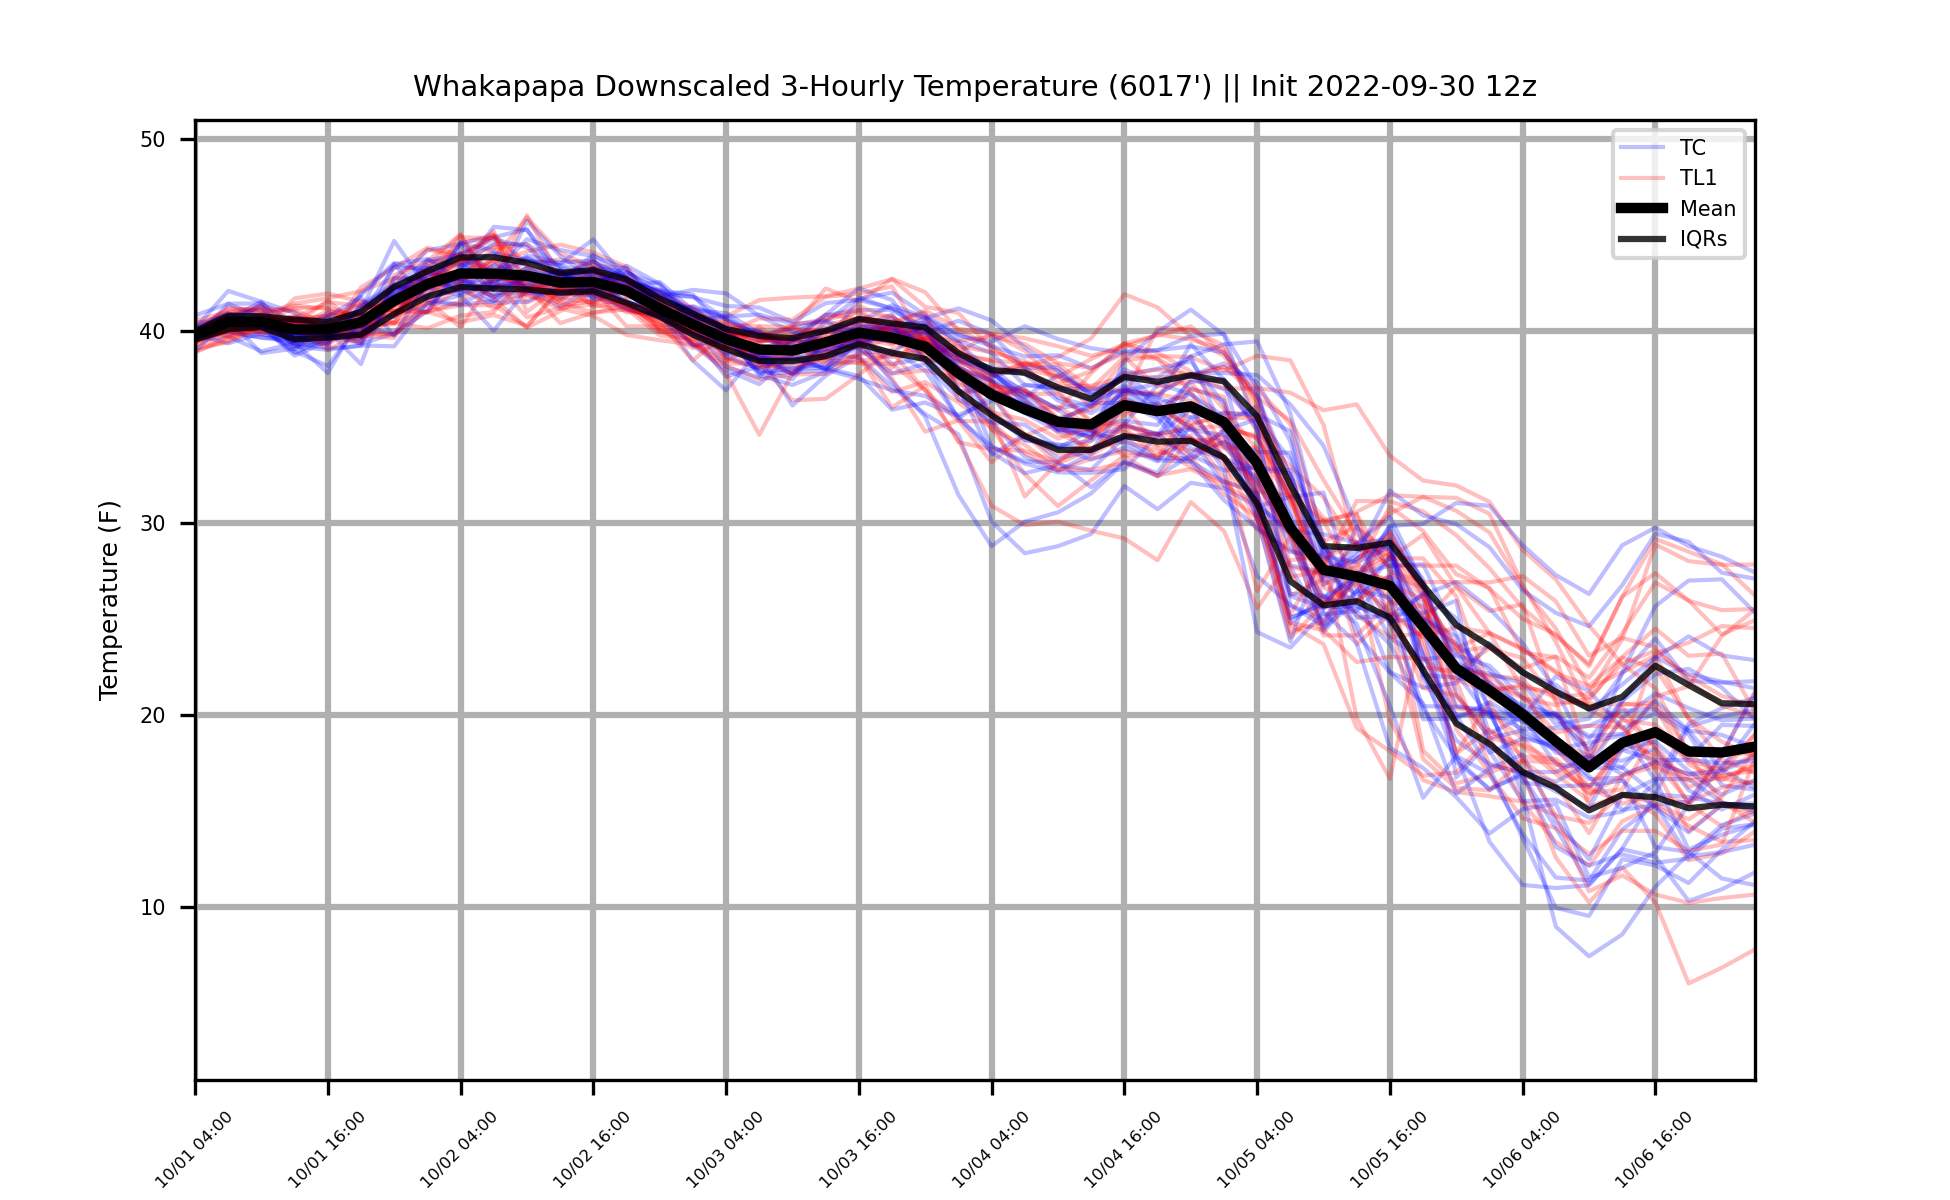 Whakapapa Downscaled 3-Hourly Temperature (6017') || Init 2022-09-30 12z
TC
TL1
Mean
IQRs
Temperature (F)
50
40
30
20
10
10/01 04:00
10/01 16:00
10/02 04:00
10/02 16:00
10/03 04:00
10/03 16:00
10/04 04:00
10/04 16:00
10/05 04:00
10/05 16:00
10/06 04:00
10/06 16:00